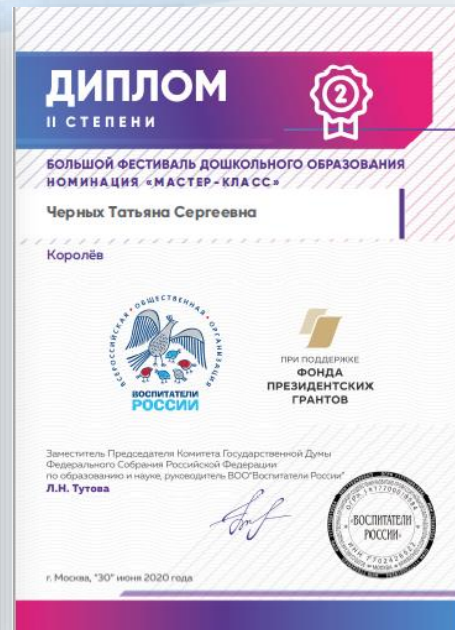 ДИПЛОМ
II СТЕПЕНИ
2
БОЛЬШОЙ ФЕСТИВАЛЬ ДОШКОЛЬНОГО ОБРАЗОВАНИЯ
НОМИНАЦИЯ «МАСТЕР-КЛАСС»
Черных Татьяна Сергеевна
Королёв
ВСЕРОССИЙСКАЯ ОБЩЕСТВЕННАЯ ОРГАНИЗАЦИЯ
ВОСПИТАТЕЛИ
РОССИИ
ПРИ ПОДДЕРЖКЕ
ФОНДА
ПРЕЗИДЕНТСКИХ
ГРАНТОВ
Заместитель Председателя Комитета Государственной Думы
Федерального Собрания Российской Федерации
по образованию и науке, руководитель ВОО"Воспитатели России"
Л.Н. Тутова
"ВОСПИТАТЕЛИ
РОССИИ"
г. Москва, "30" июня 2020 года